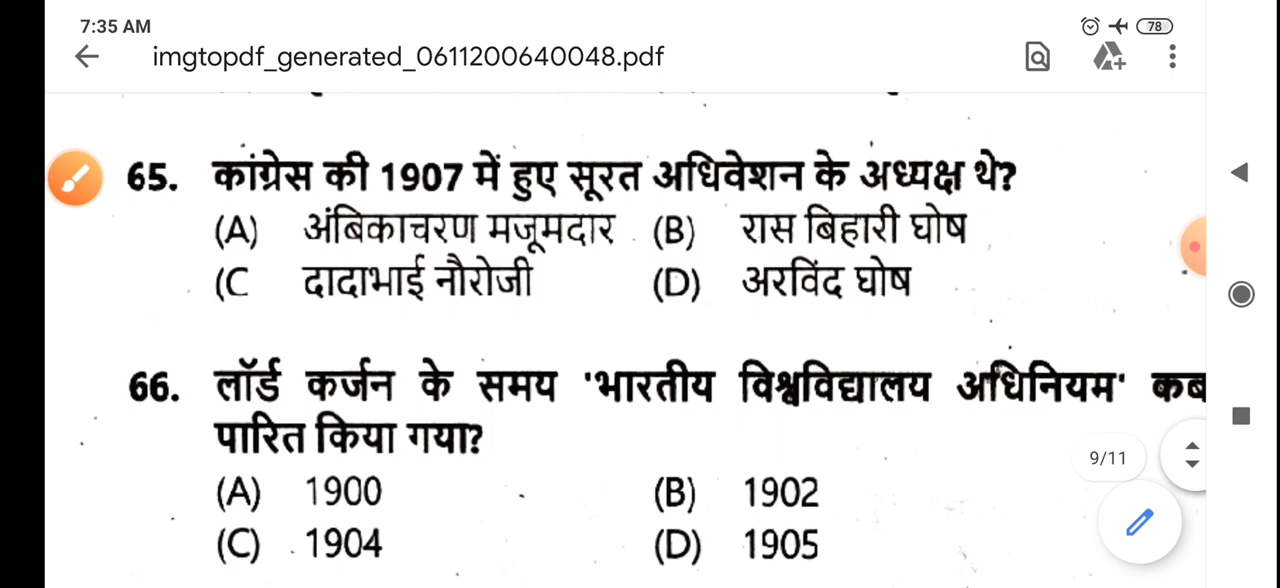 7:35 AM
78
imgtopdf_generated_0611200640048.pdf
65. कांग्रेस की 1907 में हुए सूरत अधिवेशन के अध्यक्ष थे?
(A) अंबिकाचरण मजूमदार (B) रास बिहारी घोष
(C दादाभाई नौरोजी (D) अरविंद घोष
66. लॉर्ड कर्जन के समय 'भारतीय विश्वविद्यालय अधिनियम' कब
पारित किया गया?
9/11
(A) 1900 (B) 1902
(C) 1904 (D) 1905